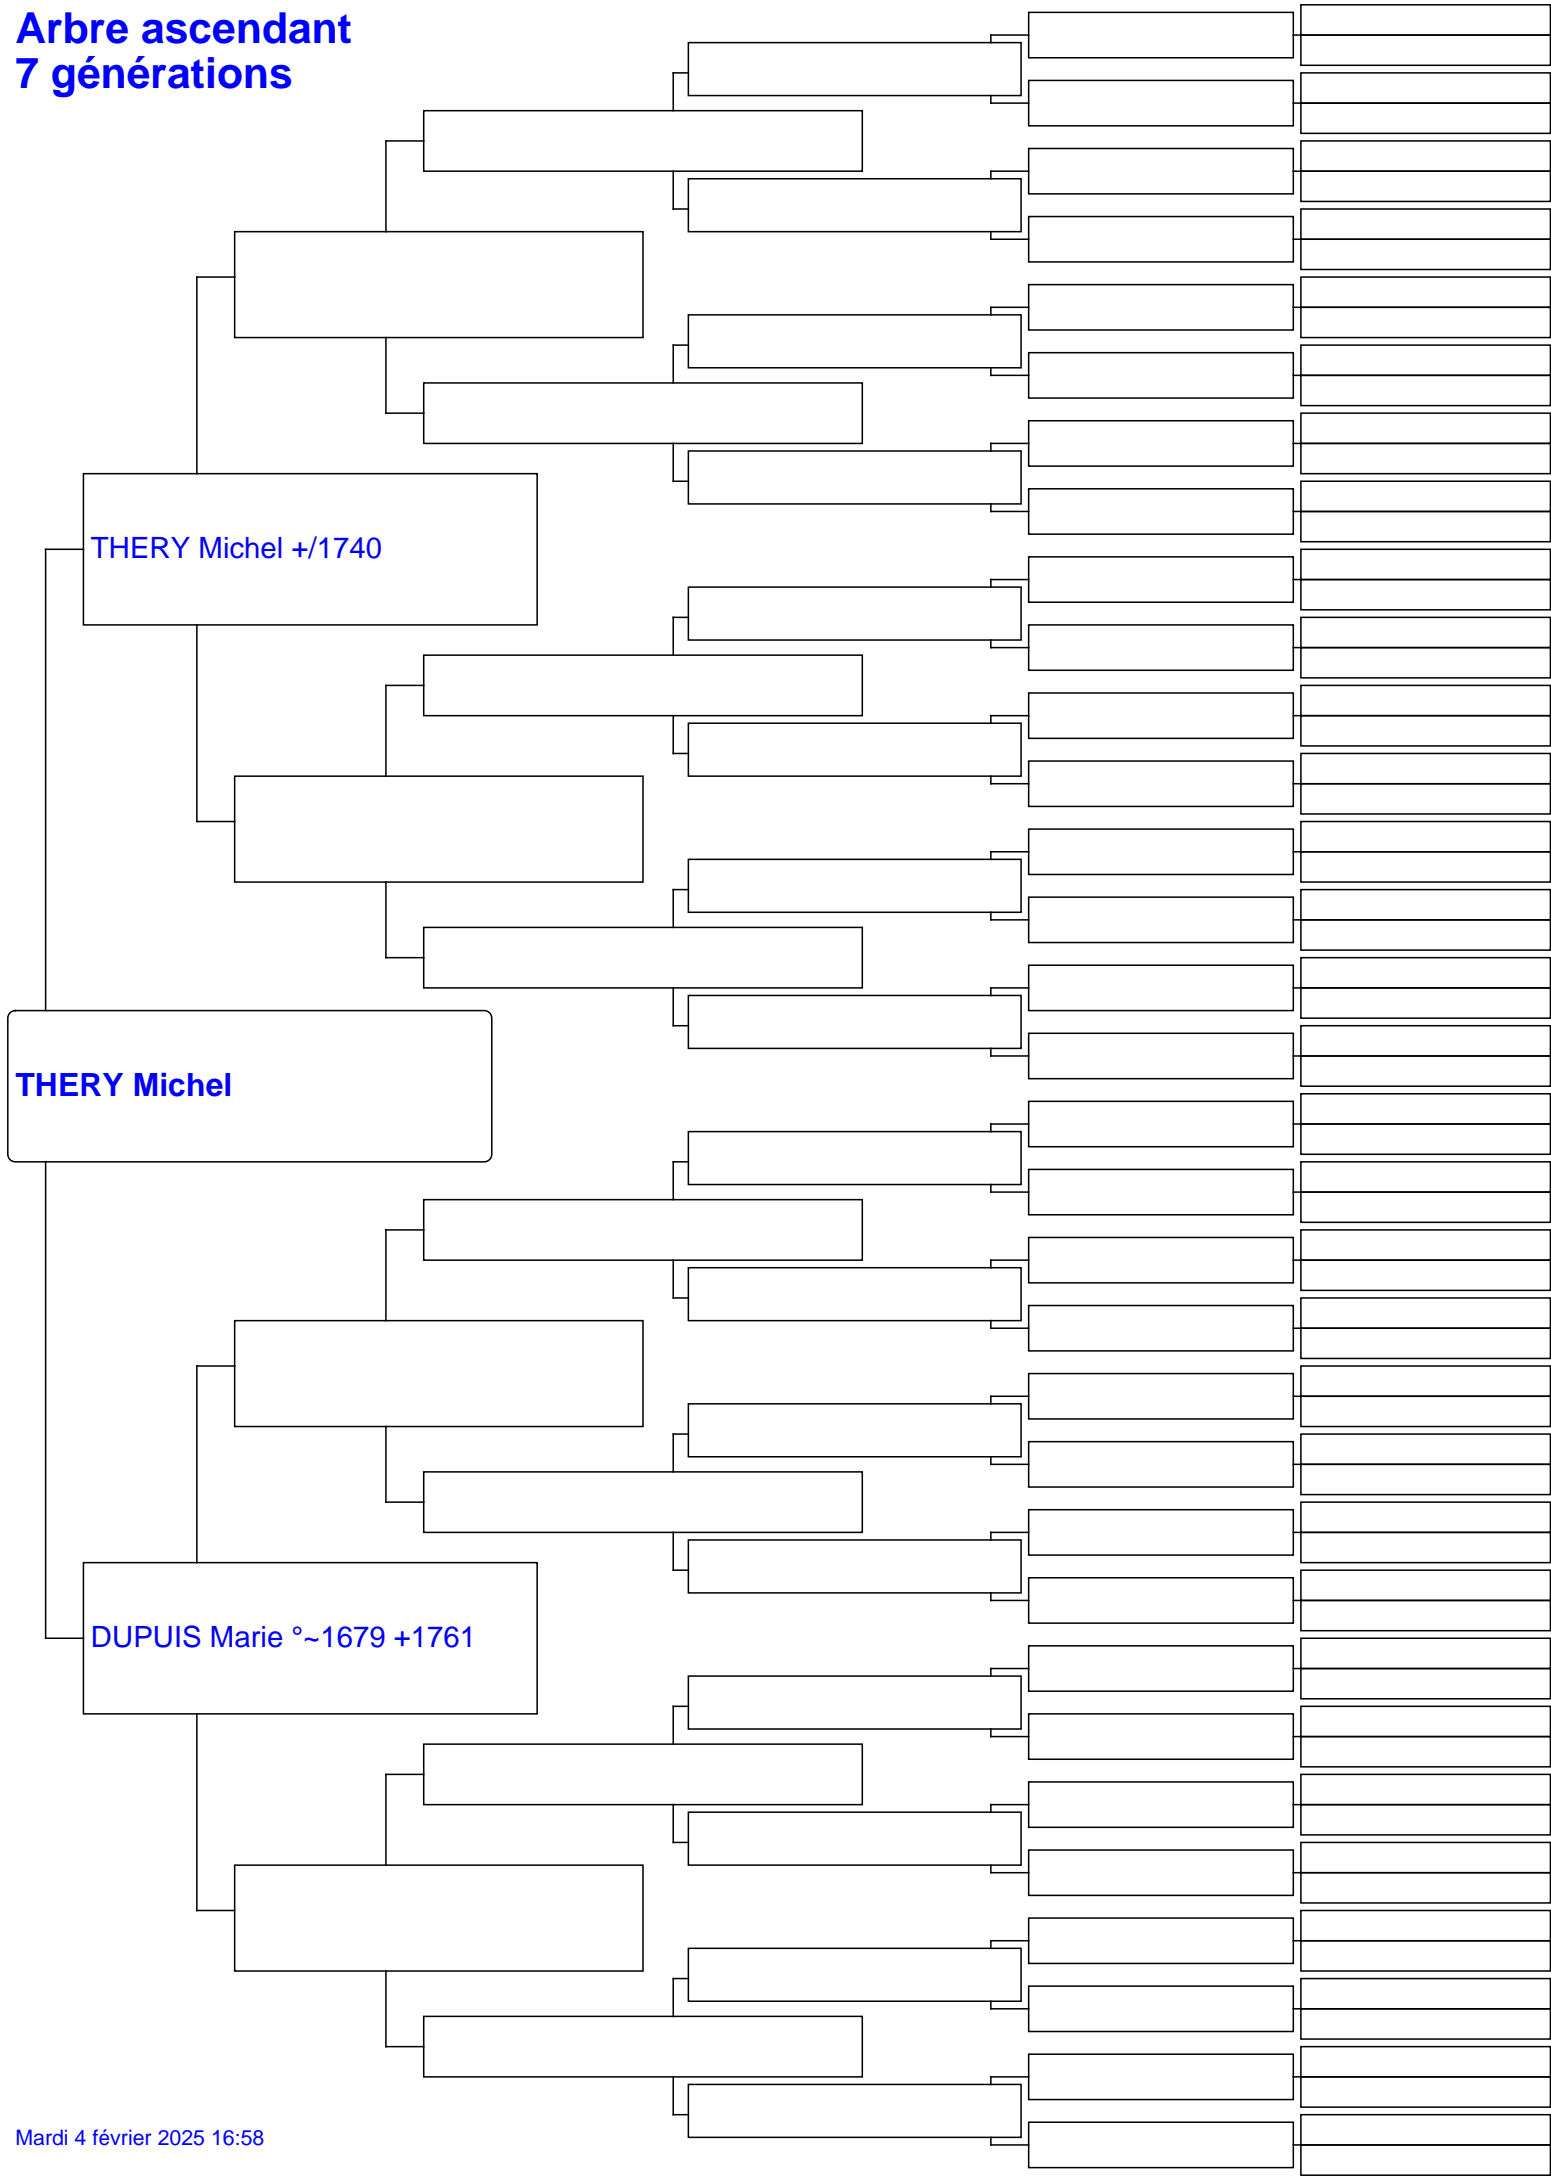 Arbre ascendant
7 générations
THERY Michel +/1740
THERY Michel
DUPUIS Marie °~1679 +1761
Mardi 4 février 2025 16:58